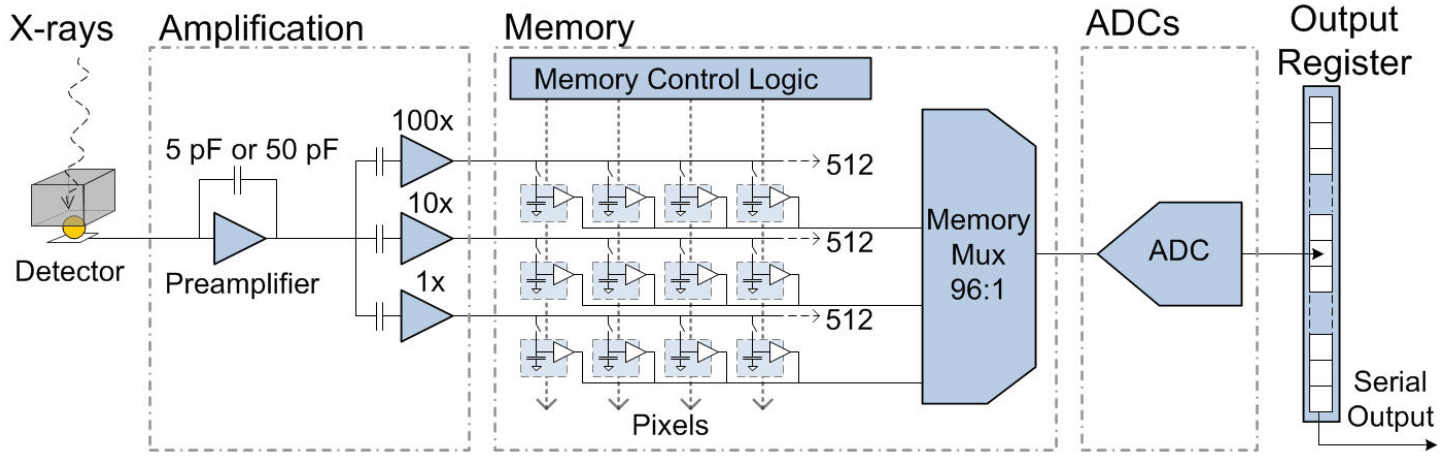 X-rays
Amplification
Memory
ADCs
Output
Register
Memory Control Logic
100x
5 pF or 50 pF
512
10x
Memory
Mux
96:1
ADC
512
Detector
Preamplifier
1x
512
Pixels
Serial
Output